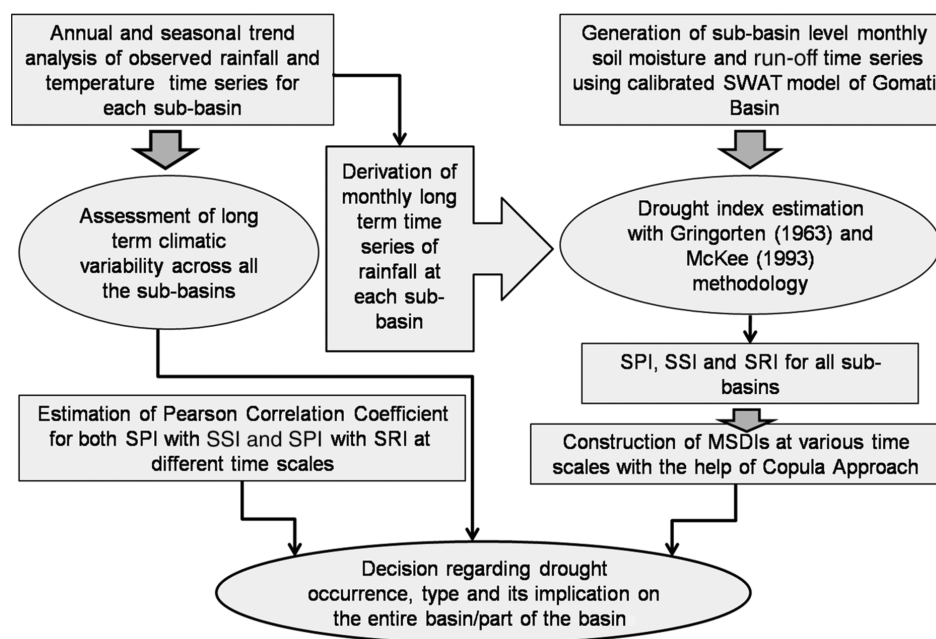 Annual and seasonal trend
analysis of observed rainfall and
temperature time series for
each sub-basin
Generation of sub-basin level monthly
soil moisture and run-off time series
using calibrated SWAT model of Gomati
Basin
Assessment of long
term climatic
variability across all
the sub-basins
Derivation of
monthly long
term time
series of
rainfall at
each sub-
basin
Drought index estimation
with Gringorten (1963) and
McKee (1993)
methodology
SPI, SSI and SRI for all sub-
basins
Estimation of Pearson Correlation Coefficient
for both SPI with SSI and SPI with SRI at
different time scales
Construction of MSDIs at various time
scales with the help of Copula Approach
Decision regarding drought
occurrence, type and its implication on
the entire basin/part of the basin